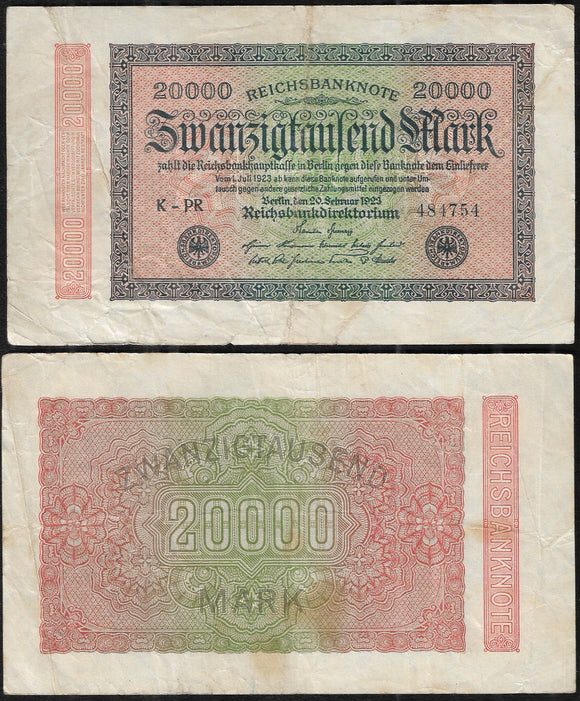 20000 REICHSBANKNOTE 20000
Zwanzigtausend Mark
zahlt die Reichsbankhauptkasse in Berlin gegen diese Banknote dem Einlieferer
Vom 1. Juli 1923 ab kann diese Banknote aufgerufen und unter Um-
tausch gegen andere gesetzliche Zahlungsmittel eingezogen werden
Berlin, den 20. Februar 1923
K-PR Reichsbankdirektorium 484754
20000
20000
ZWANZIGTAUSEND
20000
MARK
REICHSBANKNOTE